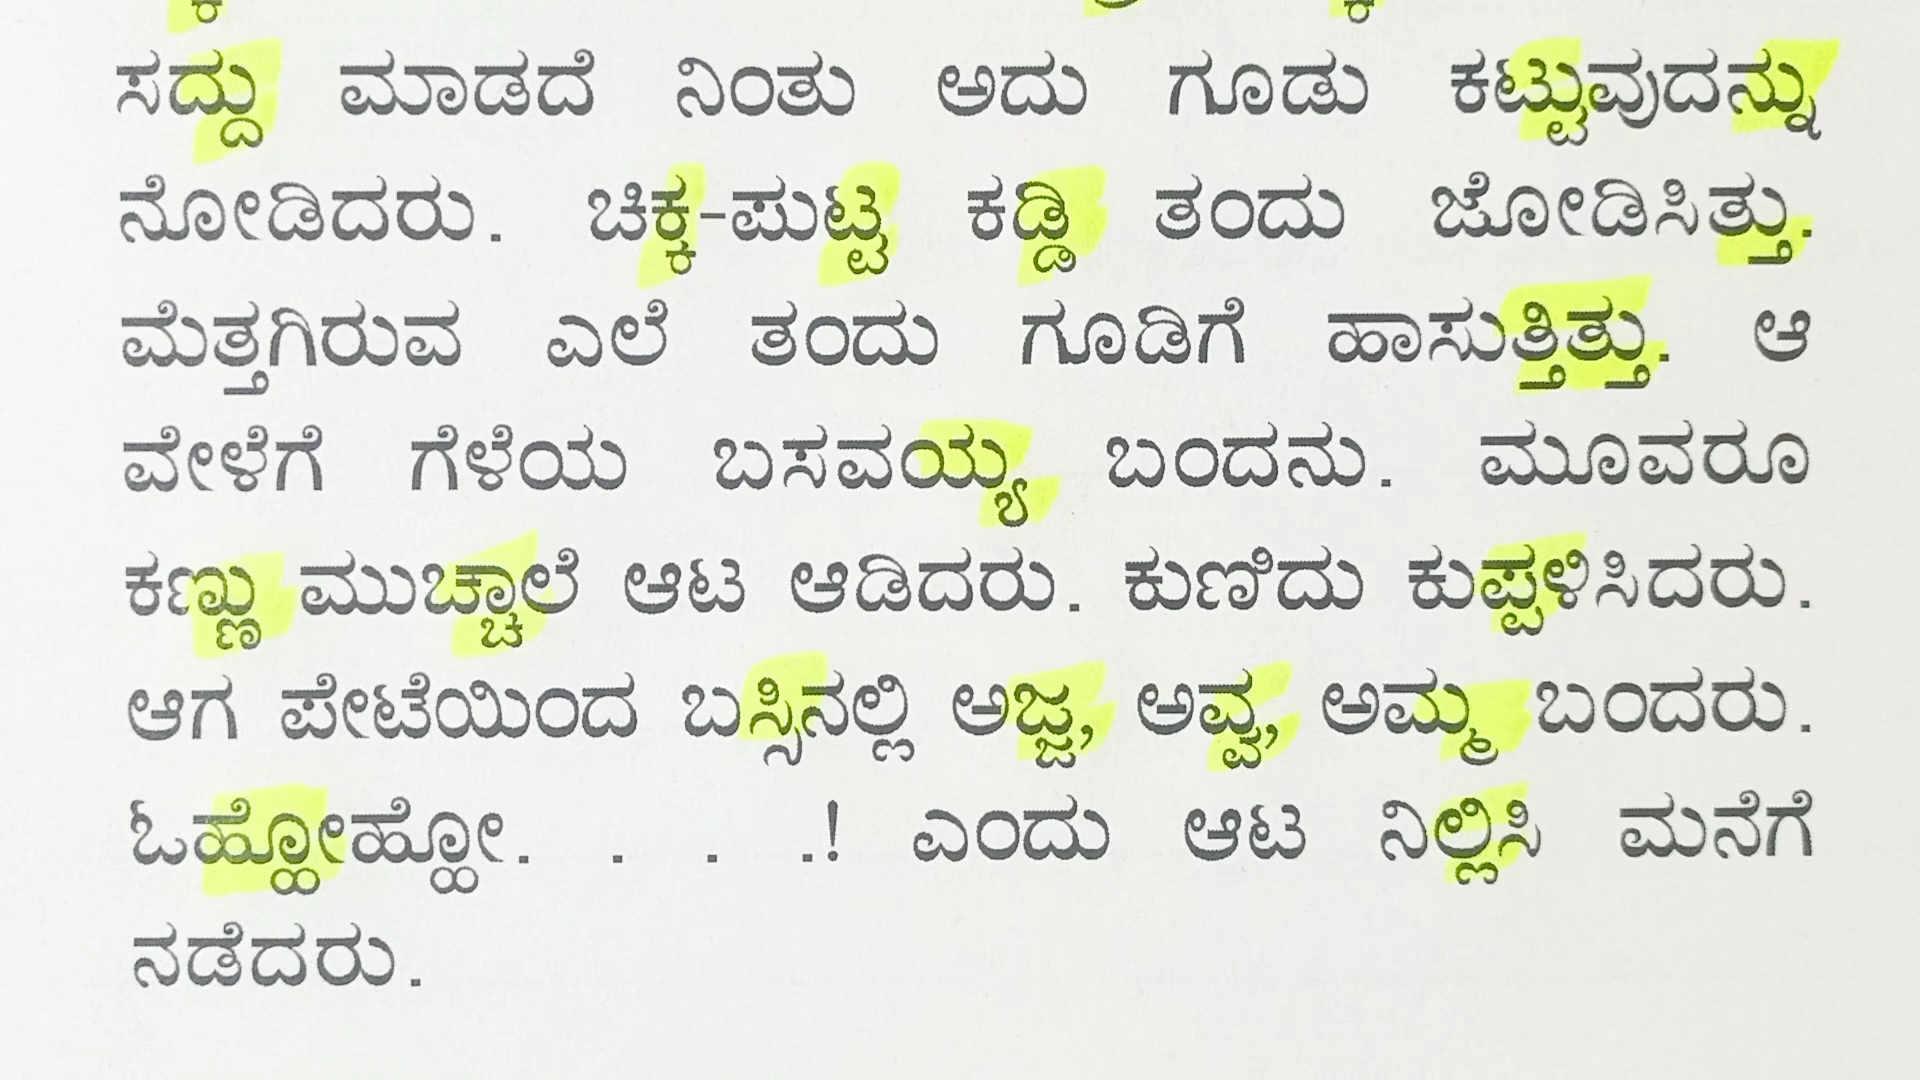 ಸದ್ದು ಮಾಡದೆ ನಿಂತು ಅದು ಗೂಡು ಕಟ್ಟುವುದನ್ನು
ನೋಡಿದರು. ಚಿಕ್ಕ-ಪುಟ್ಟ ಕಡ್ಡಿ ತಂದು ಜೋಡಿಸಿತ್ತು.
ಮೆತ್ತಗಿರುವ ಎಲೆ ತಂದು ಗೂಡಿಗೆ ಹಾಸುತ್ತಿತ್ತು. ಆ
ವೇಳೆಗೆ ಗೆಳೆಯ ಬಸವಯ್ಯ ಬಂದನು. ಮೂವರೂ
ಕಣ್ಣು ಮುಚ್ಚಾಲೆ ಆಟ ಆಡಿದರು. ಕುಣಿದು ಕುಪ್ಪಳಿಸಿದರು.
ಆಗ ಪೇಟೆಯಿಂದ ಬಸ್ಸಿನಲ್ಲಿ ಅಜ್ಜ, ಅವ್ವ, ಅಮ್ಮ ಬಂದರು.
ಓಹ್ಹೋಹ್ಹೋ. . . .! ಎಂದು ಆಟ ನಿಲ್ಲಿಸಿ ಮನೆಗೆ
ನಡೆದರು.